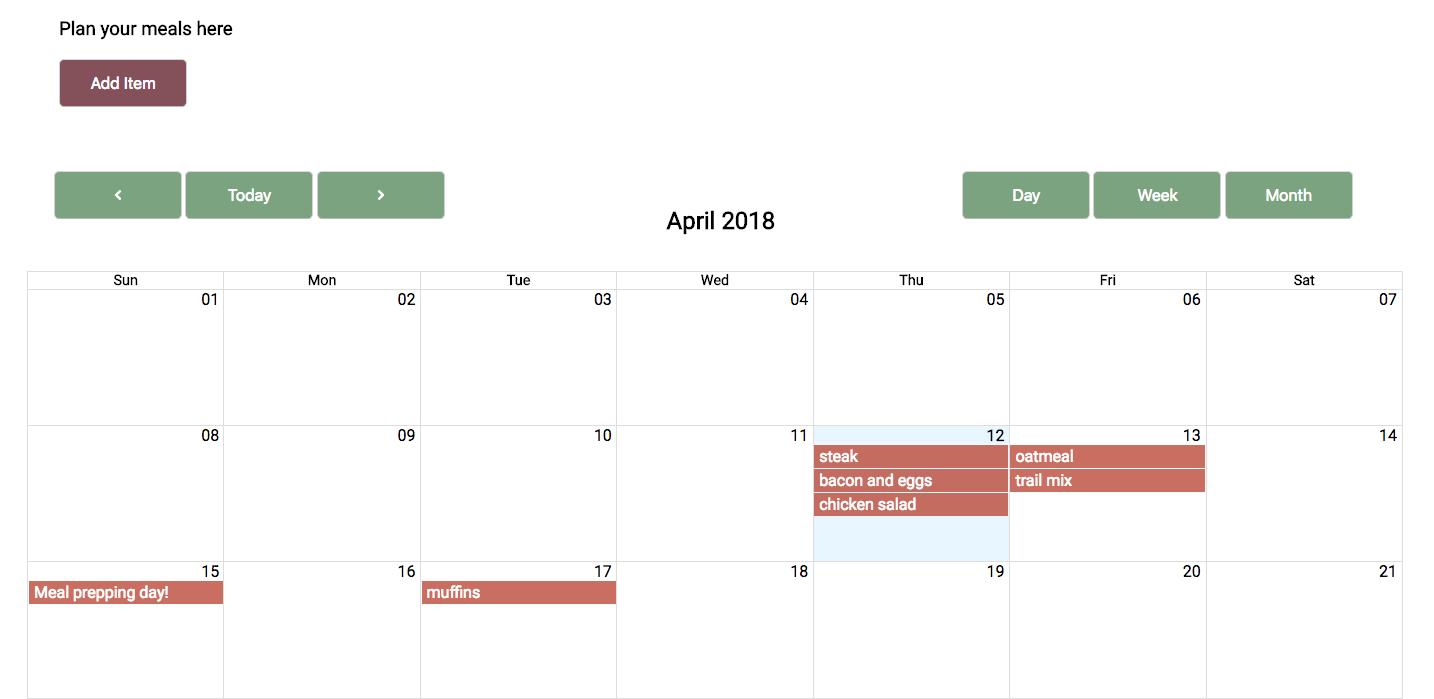 Plan your meals here
Add Item
< Today > Day Week Month
April 2018
Sun Mon Tue Wed Thu Fri Sat
01 02 03 04 05 06 07
08 09 10 11 12 13 14
steak oatmeal
bacon and eggs trail mix
chicken salad
15 16 17 18 19 20 21
Meal prepping day! muffins